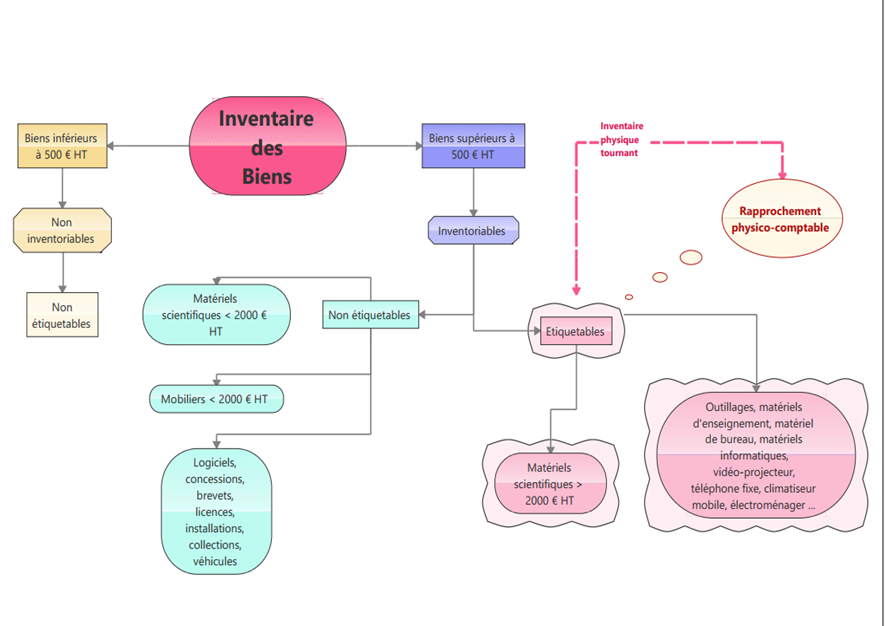 Inventaire
des
Biens
Biens inférieurs
à 500 € HT
Non
inventoriables
Non
étiquetables
Biens supérieurs à
500 € HT
Inventoriables
Non étiquetables
Matériels
scientifiques < 2000 €
HT
Mobiliers < 2000 € HT
Logiciels,
concessions,
brevets,
licences,
installations,
collections,
véhicules
Etiquetables
Matériels
scientifiques >
2000 € HT
Outillages, matériels
d'enseignement, matériel
de bureau, matériels
informatiques,
vidéo-projecteur,
téléphone fixe, climatiseur
mobile, électroménager ...
Inventaire
physique
tournant
Rapprochement
physico-comptable